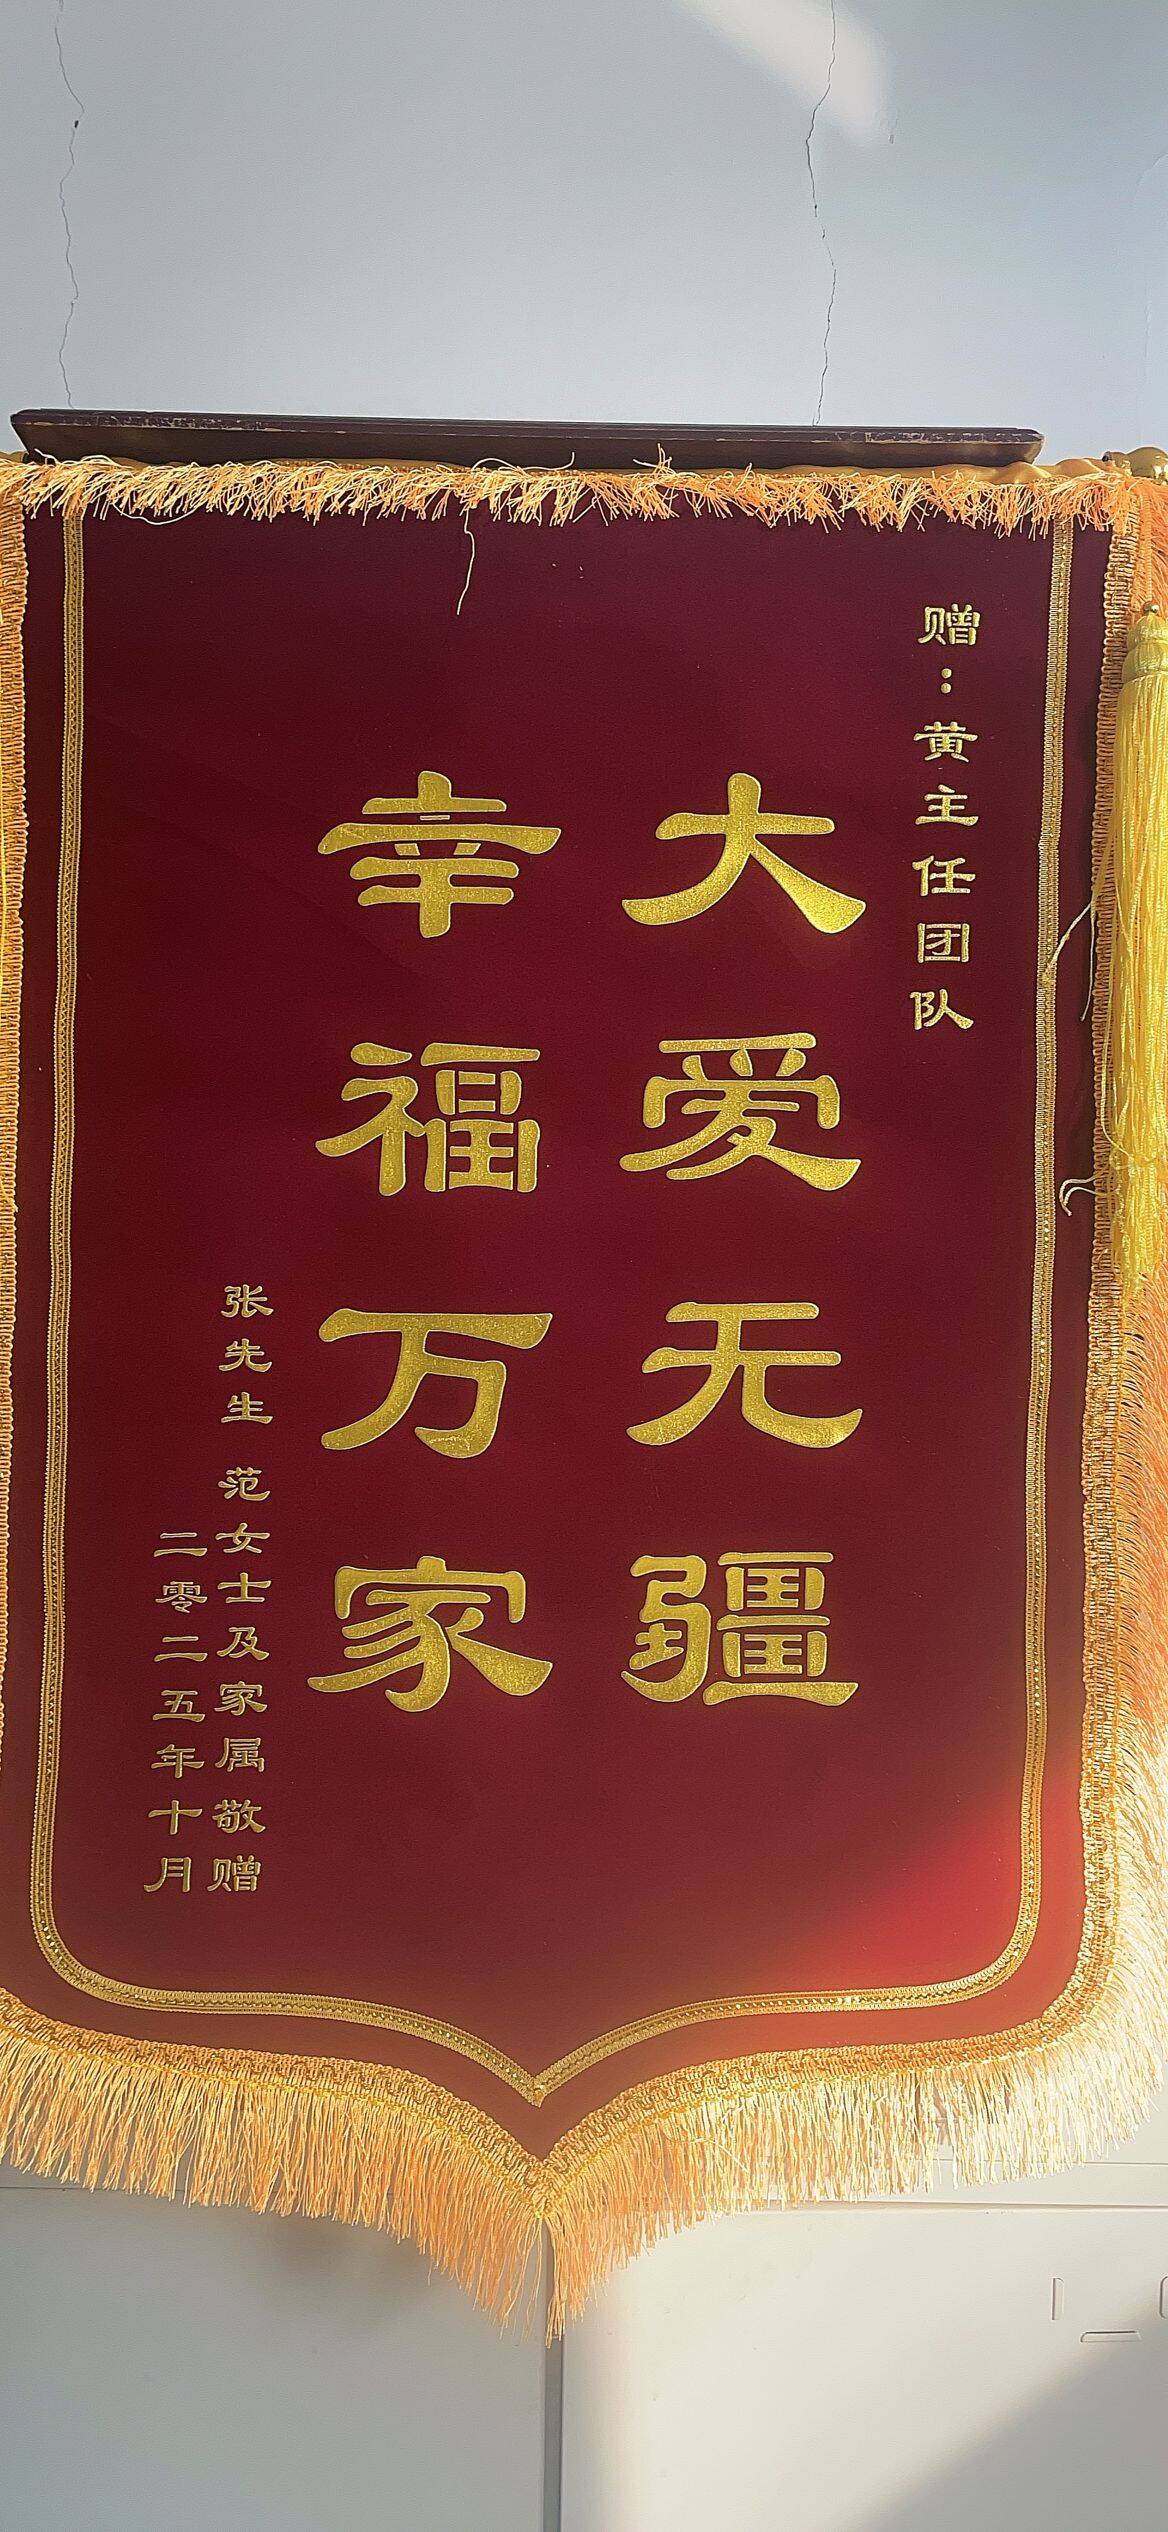 赠:黄主任团队
大爱无疆
幸福万家
张先生 范女士及家属敬赠
二零二五年十月